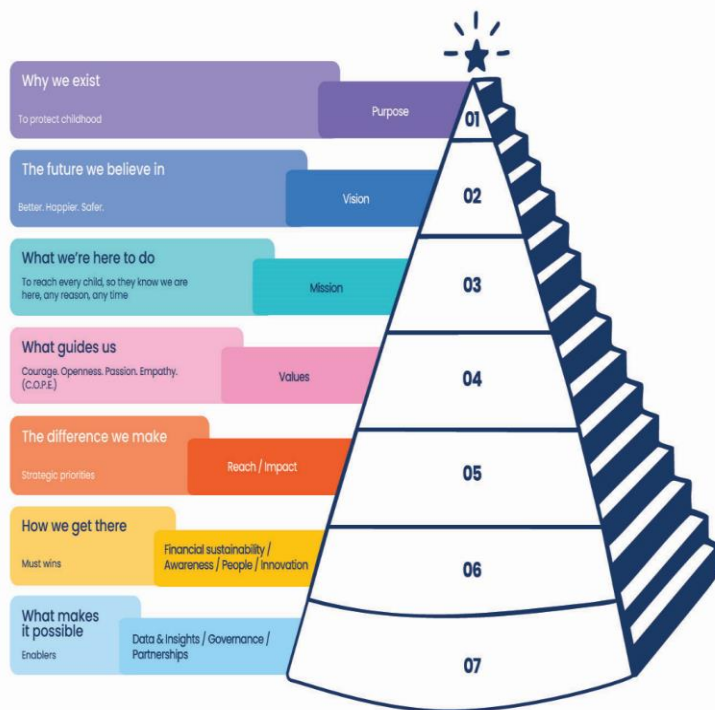 Why we exist
To protect childhood
Purpose
01
The future we believe in
Better. Happier. Safer.
Vision
02
What we're here to do
To reach every child, so they know we are
here, any reason, any time
Mission
03
What guides us
Courage. Openness. Passion. Empathy.
(C.O.P.E.)
Values
04
The difference we make
Strategic priorities
Reach / Impact
05
How we get there
Must wins
Financial sustainability /
Awareness / People / Innovation
06
What makes
it possible
Enablers
Data & Insights / Governance /
Partnerships
07